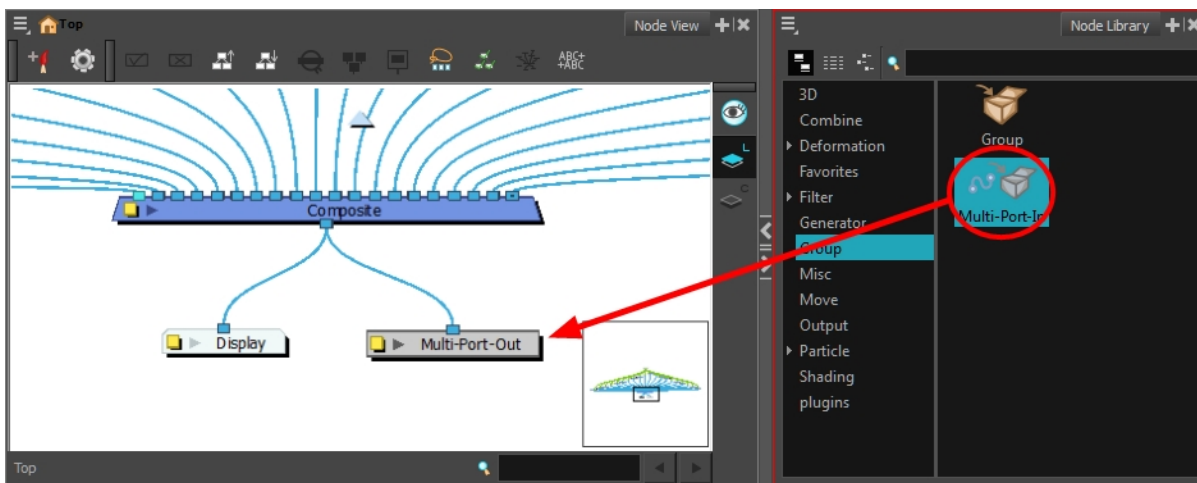 Top
Node View
ABC+
+ABC
L
C
Composite
Display
Multi-Port-Out
Top
Node Library
3D
Combine
Deformation
Favorites
Filter
Generator
Group
Misc
Move
Output
Particle
Shading
plugins
Group
Multi-Port-In